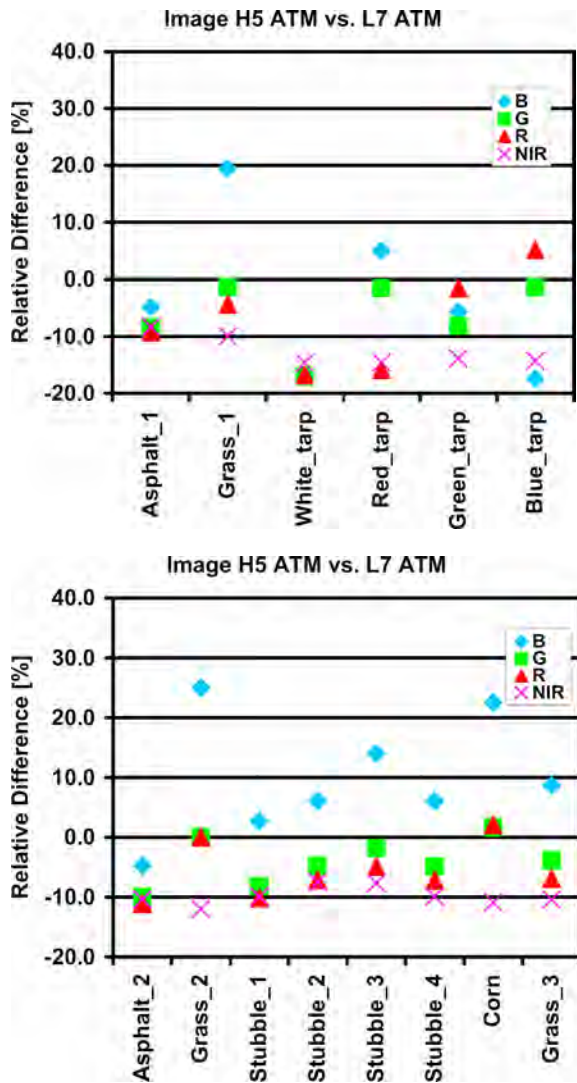 Image H5 ATM vs. L7 ATM
40.0
30.0
20.0
10.0
0.0
-10.0
-20.0
Relative Difference [%]
B
G
R
NIR
Asphalt_1
Grass_1
White_tarp
Red_tarp
Green_tarp
Blue_tarp
Image H5 ATM vs. L7 ATM
40.0
30.0
20.0
10.0
0.0
-10.0
-20.0
Relative Difference [%]
B
G
R
NIR
Asphalt_2
Grass_2
Stubble_1
Stubble_2
Stubble_3
Stubble_4
Corn
Grass_3